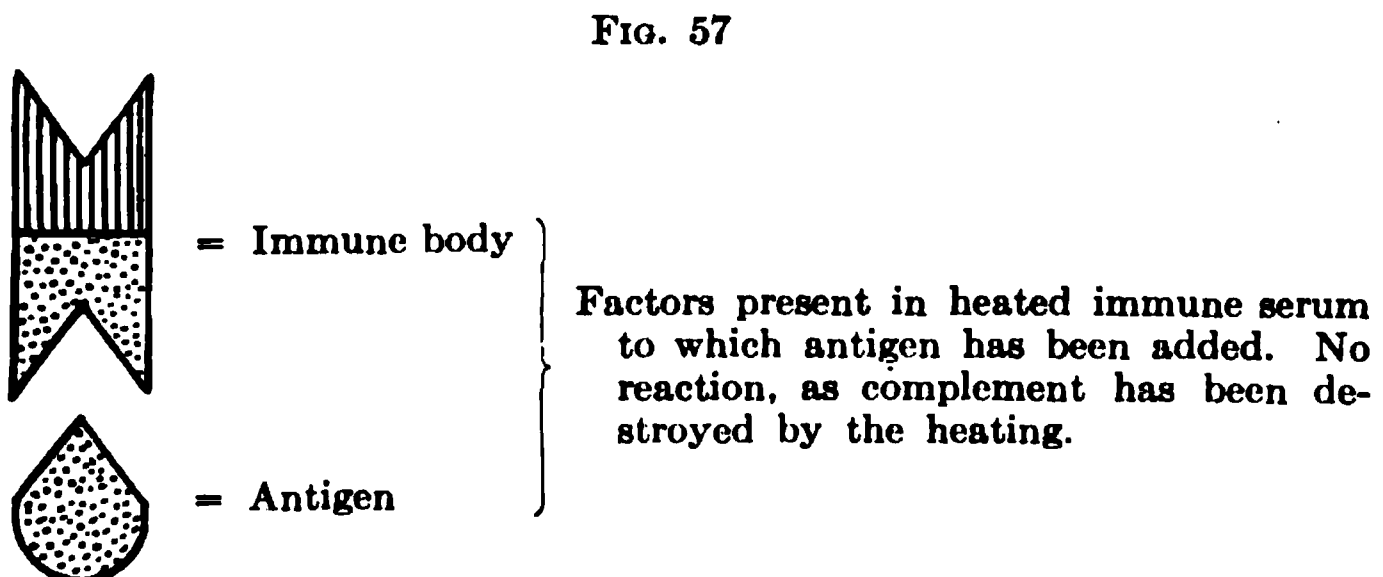 FIG. 57
= Immune body
Factors present in heated immune serum
to which antigen has been added. No
reaction, as complement has been de-
stroyed by the heating.
= Antigen